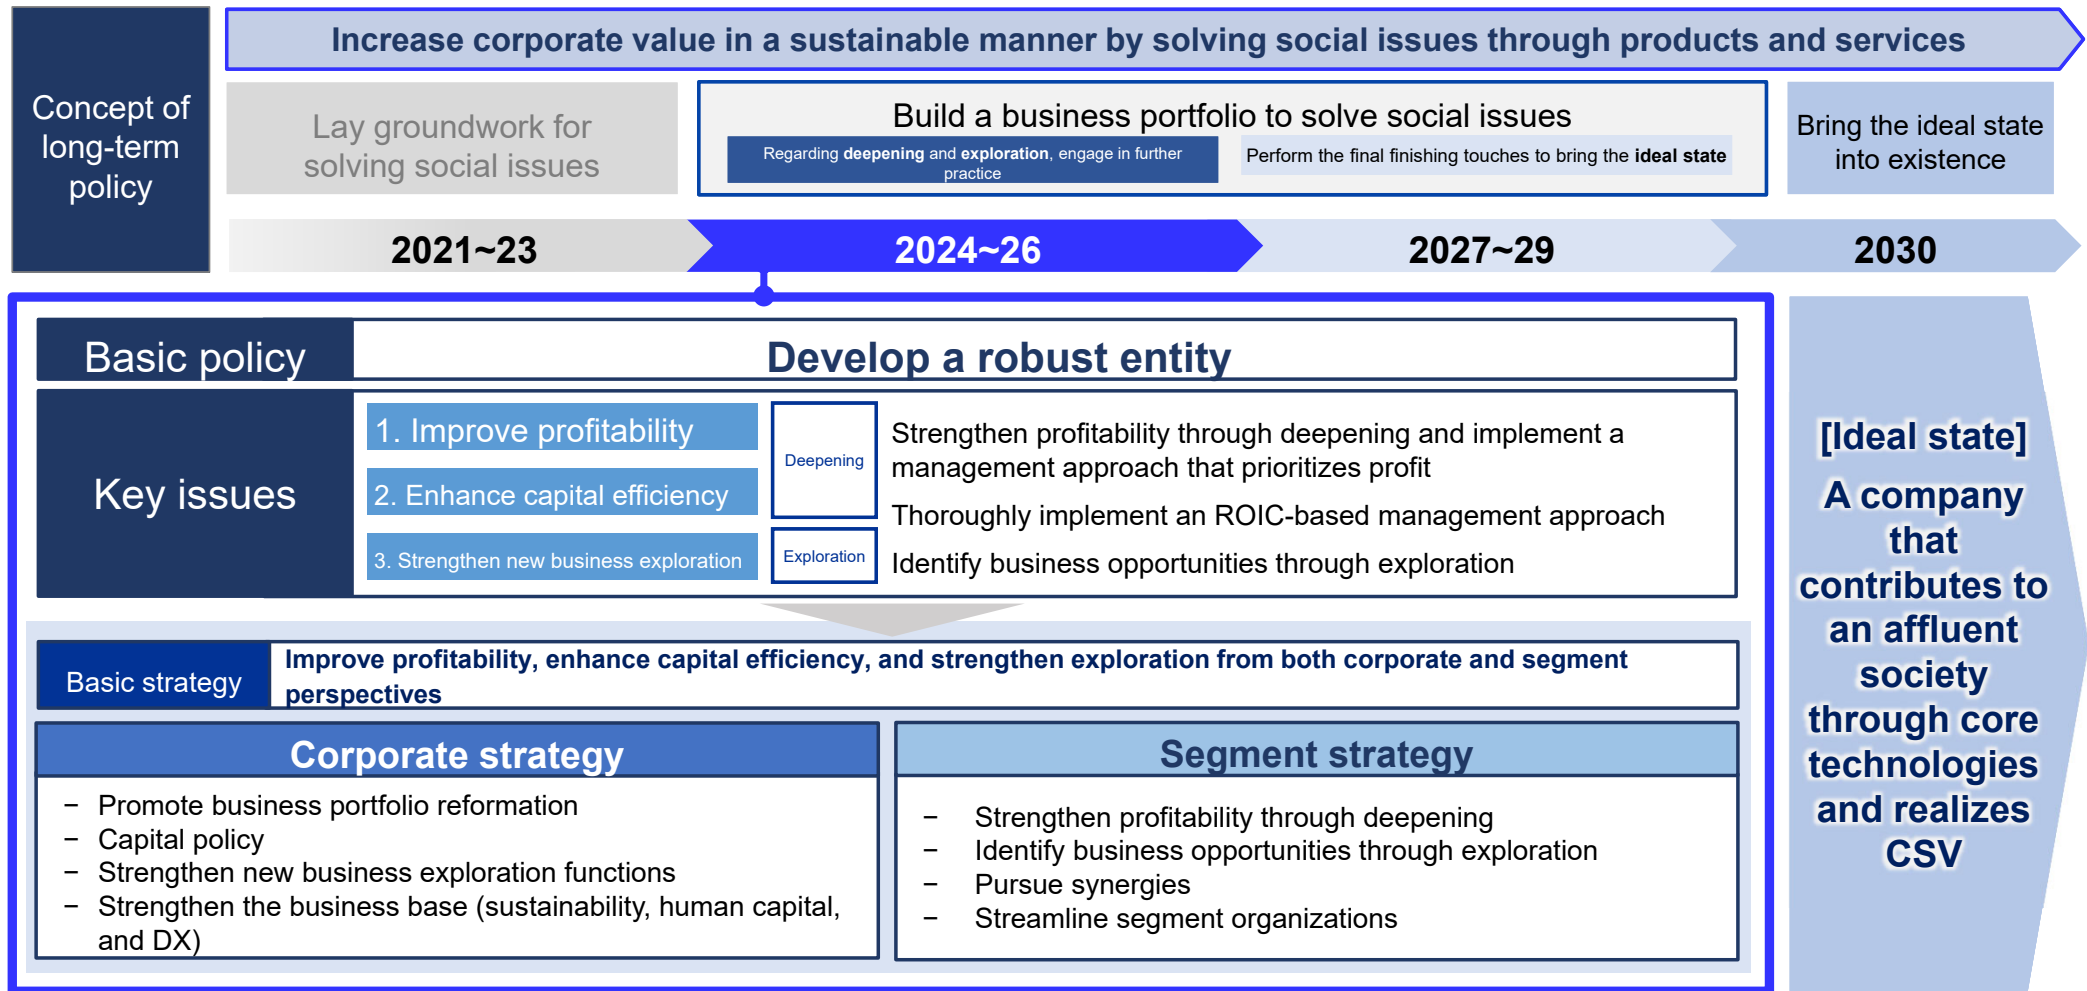 Concept of
long-term
policy
Increase corporate value in a sustainable manner by solving social issues through products and services
Lay groundwork for
solving social issues
Build a business portfolio to solve social issues
Regarding deepening and exploration, engage in further
practice
Perform the final finishing touches to bring the ideal state
Bring the ideal state
into existence
2021~23
2024~26
2027~29
2030
Basic policy
Develop a robust entity
Key issues
1. Improve profitability
2. Enhance capital efficiency
3. Strengthen new business exploration
Deepening
Exploration
Strengthen profitability through deepening and implement a
management approach that prioritizes profit
Thoroughly implement an ROIC-based management approach
Identify business opportunities through exploration
Basic strategy
Improve profitability, enhance capital efficiency, and strengthen exploration from both corporate and segment
perspectives
Corporate strategy
− Promote business portfolio reformation
− Capital policy
− Strengthen new business exploration functions
− Strengthen the business base (sustainability, human capital,
and DX)
Segment strategy
− Strengthen profitability through deepening
− Identify business opportunities through exploration
− Pursue synergies
− Streamline segment organizations
[Ideal state]
A company
that
contributes to
an affluent
society
through core
technologies
and realizes
CSV